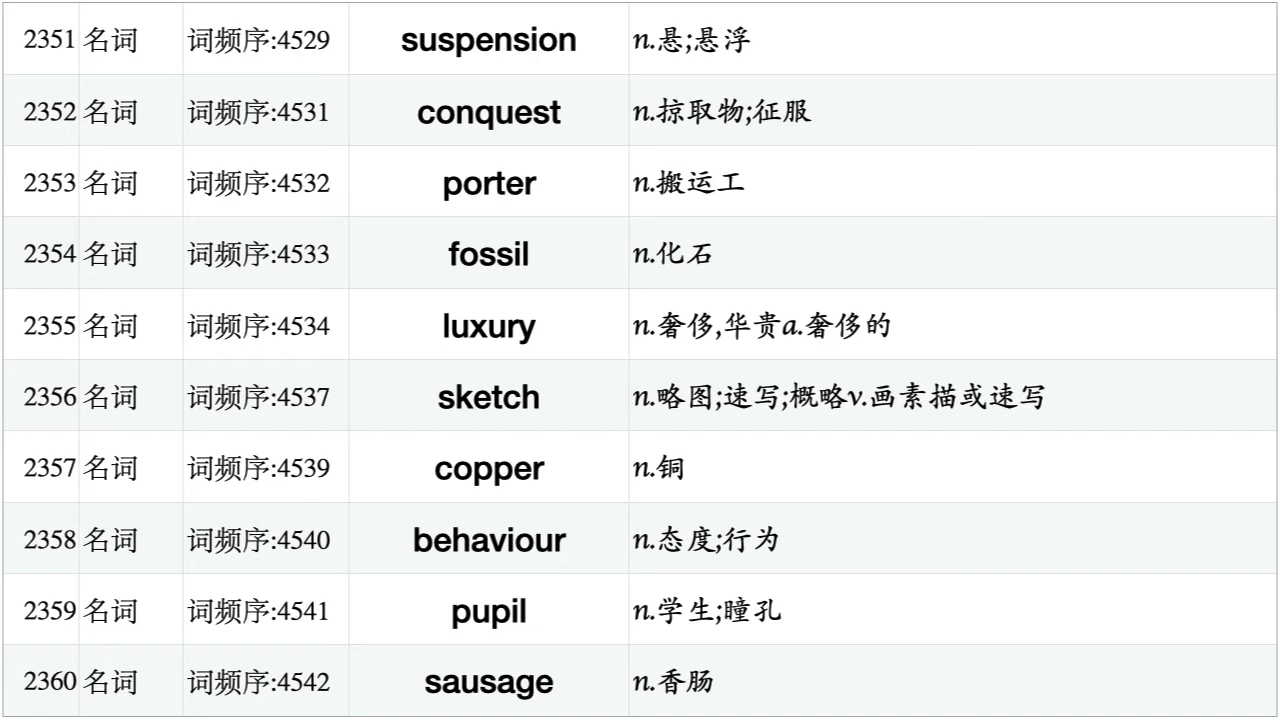 2351 名词 词频序:4529 suspension n.悬;悬浮
2352 名词 词频序:4531 conquest n.掠取物;征服
2353 名词 词频序:4532 porter n.搬运工
2354 名词 词频序:4533 fossil n.化石
2355 名词 词频序:4534 luxury n.奢侈,华贵a.奢侈的
2356 名词 词频序:4537 sketch n.略图;速写;概略v.画素描或速写
2357 名词 词频序:4539 copper n.铜
2358 名词 词频序:4540 behaviour n.态度;行为
2359 名词 词频序:4541 pupil n.学生;瞳孔
2360 名词 词频序:4542 sausage n.香肠